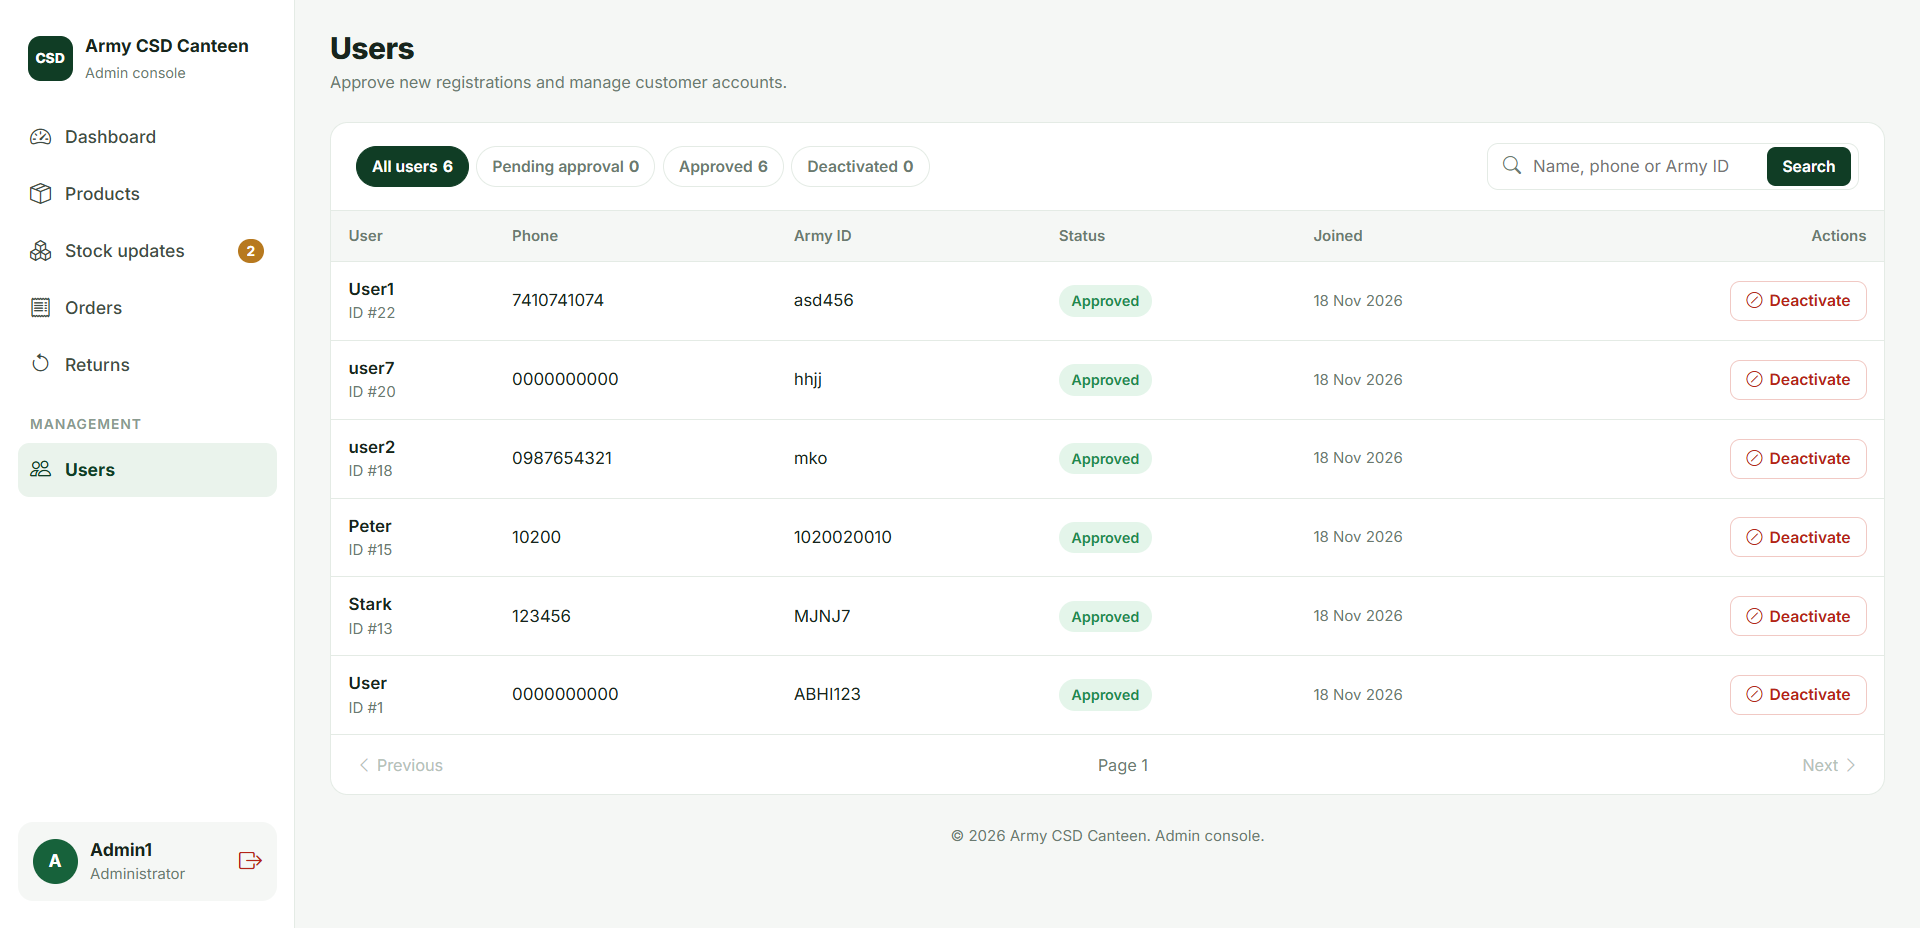 CSD
Army CSD Canteen
Admin console
Dashboard
Products
Stock updates 2
Orders
Returns
MANAGEMENT
Users
A
Admin1
Administrator
Users
Approve new registrations and manage customer accounts.
All users 6 Pending approval 0 Approved 6 Deactivated 0 Name, phone or Army ID Search
User Phone Army ID Status Joined Actions
User1
ID #22
7410741074 asd456 Approved 18 Nov 2026 Deactivate
user7
ID #20
0000000000 hhjj Approved 18 Nov 2026 Deactivate
user2
ID #18
0987654321 mko Approved 18 Nov 2026 Deactivate
Peter
ID #15
10200 1020020010 Approved 18 Nov 2026 Deactivate
Stark
ID #13
123456 MJNJ7 Approved 18 Nov 2026 Deactivate
User
ID #1
0000000000 ABHI123 Approved 18 Nov 2026 Deactivate
Previous Page 1 Next
© 2026 Army CSD Canteen. Admin console.